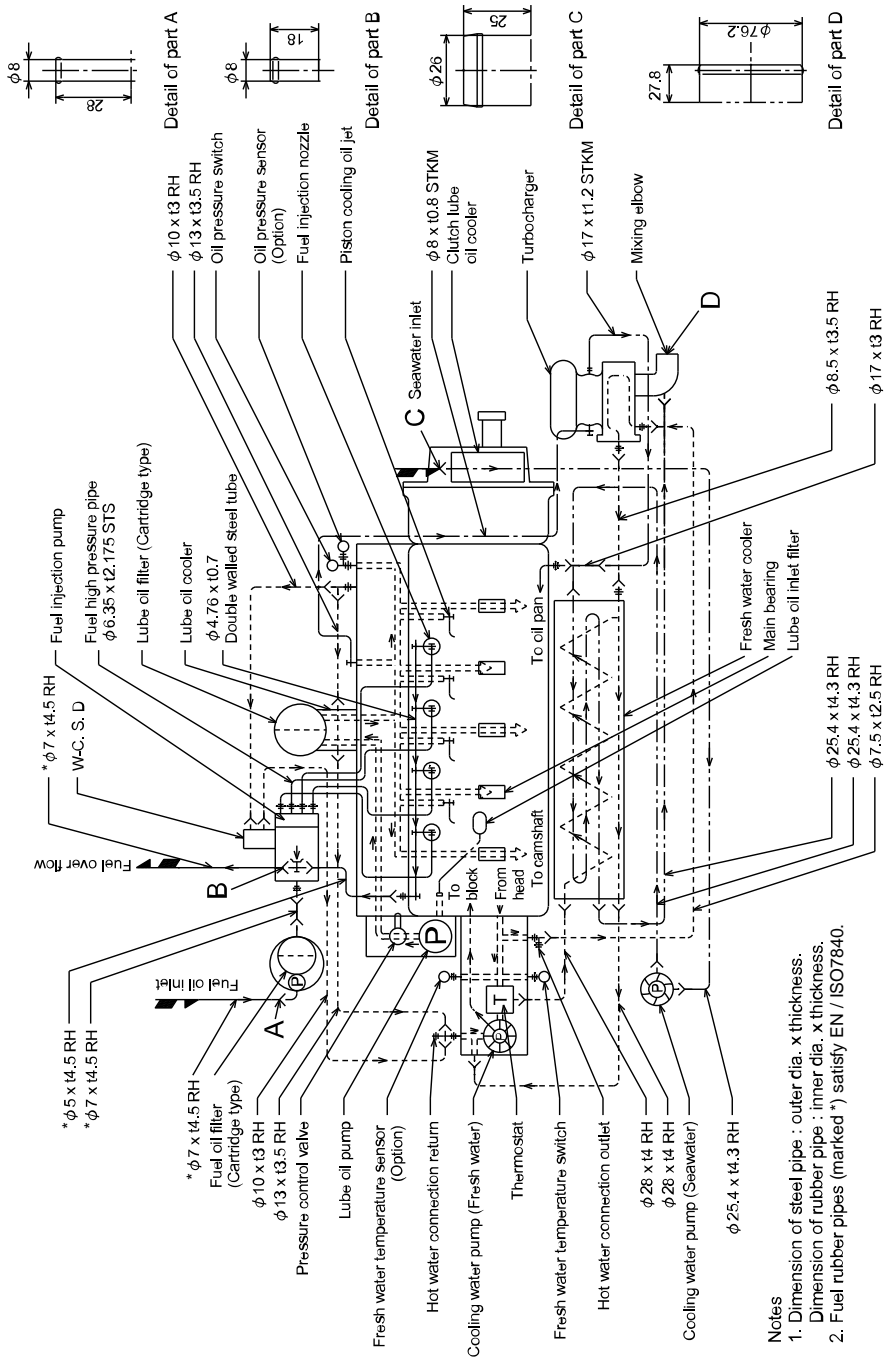 φ8
28
Detail of part A
φ8
18
Detail of part B
φ26
25
Detail of part C
φ76.2
27.8
Detail of part D
φ10 x t3 RH
φ13 x t3.5 RH
Oil pressure switch
Oil pressure sensor
(Option)
Fuel injection nozzle
Piston cooling oil jet
φ8 x t0.8 STKM
Clutch lube
oil cooler
Turbocharger
φ17 x t1.2 STKM
Mixing elbow
D
C
Seawater inlet
φ8.5 x t3.5 RH
φ17 x t3 RH
* φ7 x t4.5 RH
W-C. S. D
Fuel injection pump
Fuel high pressure pipe
φ6.35 x t2.175 STS
Lube oil filter (Cartridge type)
Lube oil cooler
φ4.76 x t0.7
Double walled steel tube
Fuel over flow
B
Fuel oil inlet
A
P
P
To
block
From
head
To camshaft
To oil pan
T
P
P
Fresh water cooler
Main bearing
Lube oil inlet filter
φ25.4 x t4.3 RH
φ25.4 x t4.3 RH
φ7.5 x t2.5 RH
* φ5 x t4.5 RH
* φ7 x t4.5 RH
* φ7 x t4.5 RH
Fuel oil filter
(Cartridge type)
φ10 x t3 RH
φ13 x t3.5 RH
Pressure control valve
Lube oil pump
Fresh water temperature sensor
(Option)
Hot water connection return
Cooling water pump (Fresh water)
Thermostat
Fresh water temperature switch
Hot water connection outlet
φ28 x t4 RH
φ28 x t4 RH
Cooling water pump (Seawater)
φ25.4 x t4.3 RH
Notes
1. Dimension of steel pipe : outer dia. x thickness.
Dimension of rubber pipe : inner dia. x thickness.
2. Fuel rubber pipes (marked *) satisfy EN / ISO7840.